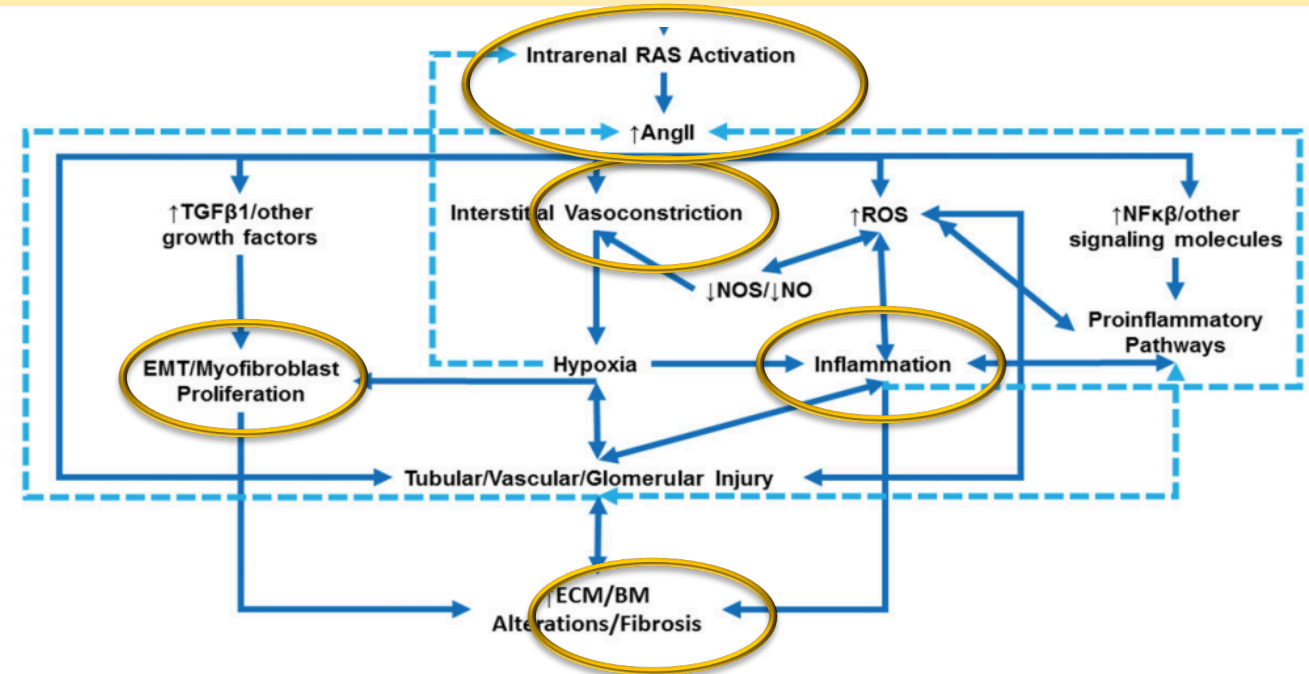 Intrarenal RAS Activation
↑AngII
↑TGFβ1/other
growth factors
Interstitial Vasoconstriction
↑ROS
↑NFκβ/other
signaling molecules
↓NOS/↓NO
Proinflammatory
Pathways
EMT/Myofibroblast
Proliferation
Hypoxia
Inflammation
Tubular/Vascular/Glomerular Injury
↑ECM/BM
Alterations/Fibrosis